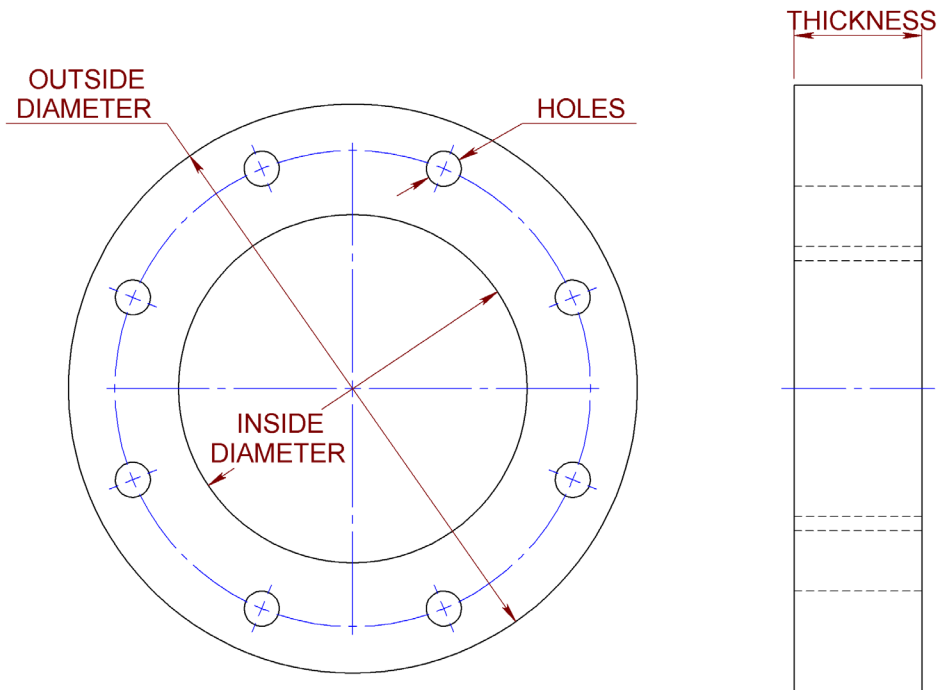 THICKNESS
OUTSIDE
DIAMETER
HOLES
INSIDE
DIAMETER